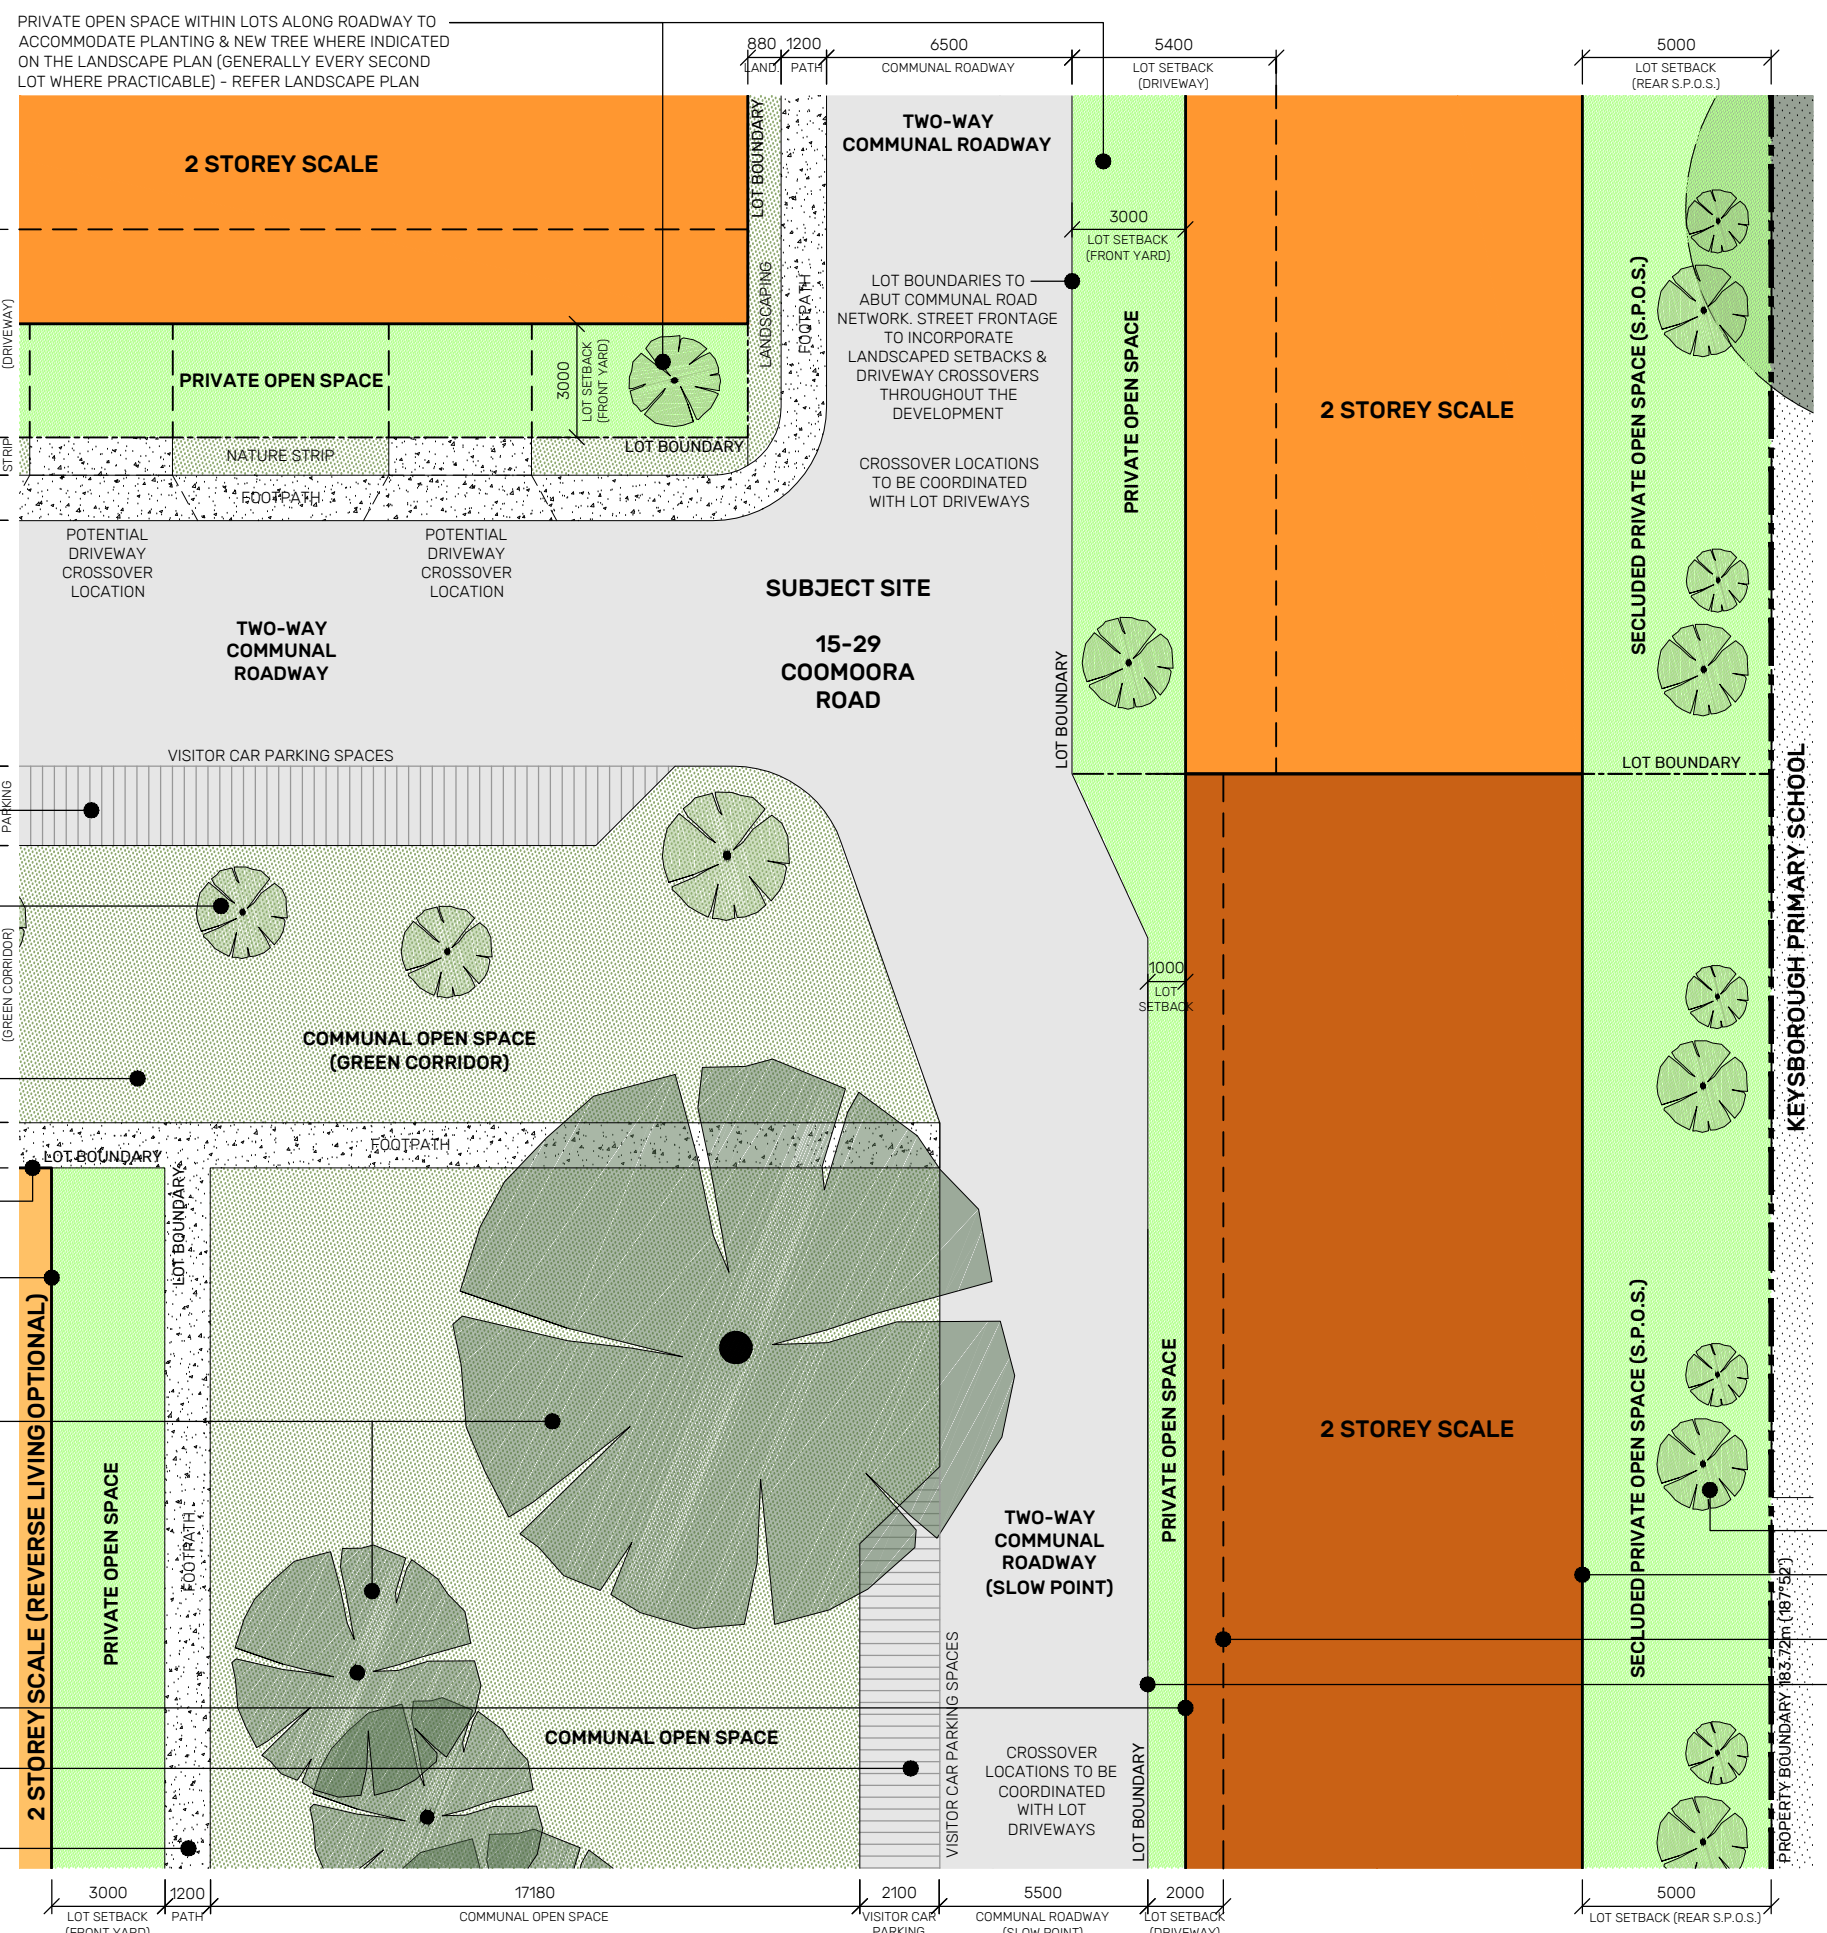 PRIVATE OPEN SPACE WITHIN LOTS ALONG ROADWAY TO
ACCOMMODATE PLANTING & NEW TREE WHERE INDICATED
ON THE LANDSCAPE PLAN (GENERALLY EVERY SECOND
LOT WHERE PRACTICABLE) - REFER LANDSCAPE PLAN
880
LAND.
1200
PATH
6500
COMMUNAL ROADWAY
5400
LOT SETBACK
(DRIVEWAY)
5000
LOT SETBACK
(REAR S.P.O.S.)
2 STOREY SCALE
LOT BOUNDARY
LANDSCAPING
FOOTPATH
TWO-WAY
COMMUNAL ROADWAY
3000
LOT SETBACK
(FRONT YARD)
LOT BOUNDARIES TO
ABUT COMMUNAL ROAD
NETWORK. STREET FRONTAGE
TO INCORPORATE
LANDSCAPED SETBACKS &
DRIVEWAY CROSSOVERS
THROUGHOUT THE
DEVELOPMENT
CROSSOVER LOCATIONS
TO BE COORDINATED
WITH LOT DRIVEWAYS
PRIVATE OPEN SPACE
2 STOREY SCALE
SECLUDED PRIVATE OPEN SPACE (S.P.O.S.)
(DRIVEWAY)
PRIVATE OPEN SPACE
3000
LOT SETBACK
(FRONT YARD)
LOT BOUNDARY
STRIP
NATURE STRIP
FOOTPATH
POTENTIAL
DRIVEWAY
CROSSOVER
LOCATION
POTENTIAL
DRIVEWAY
CROSSOVER
LOCATION
TWO-WAY
COMMUNAL
ROADWAY
SUBJECT SITE
15-29
COOMOORA
ROAD
LOT BOUNDARY
LOT BOUNDARY
KEYSBOROUGH PRIMARY SCHOOL
VISITOR CAR PARKING SPACES
PARKING
(GREEN CORRIDOR)
COMMUNAL OPEN SPACE
(GREEN CORRIDOR)
1000
LOT
SETBACK
FOOTPATH
LOT BOUNDARY
LOT BOUNDARY
2 STOREY SCALE (REVERSE LIVING OPTIONAL)
PRIVATE OPEN SPACE
FOOTPATH
COMMUNAL OPEN SPACE
VISITOR CAR PARKING SPACES
TWO-WAY
COMMUNAL
ROADWAY
(SLOW POINT)
CROSSOVER
LOCATIONS TO BE
COORDINATED
WITH LOT
DRIVEWAYS
LOT BOUNDARY
PRIVATE OPEN SPACE
2 STOREY SCALE
SECLUDED PRIVATE OPEN SPACE (S.P.O.S.)
PROPERTY BOUNDARY 183.72m (187°52")
3000
LOT SETBACK
(FRONT YARD)
1200
PATH
17180
COMMUNAL OPEN SPACE
2100
VISITOR CAR
PARKING
5500
COMMUNAL ROADWAY
(SLOW POINT)
2000
LOT SETBACK
(DRIVEWAY)
5000
LOT SETBACK (REAR S.P.O.S.)